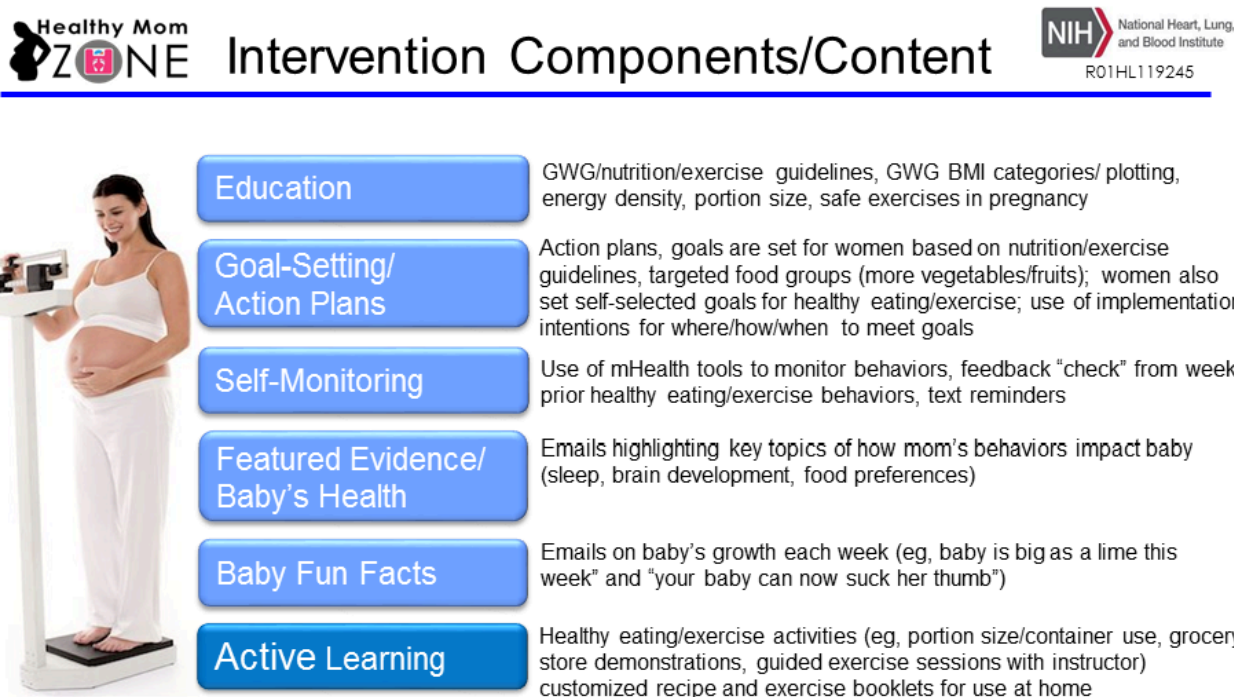 Healthy Mom
ZONE
Intervention Components/Content
NIH
National Heart, Lung,
and Blood Institute
R01HL119245
Education
GWG/nutrition/exercise guidelines, GWG BMI categories/ plotting,
energy density, portion size, safe exercises in pregnancy
Goal-Setting/
Action Plans
Action plans, goals are set for women based on nutrition/exercise
guidelines, targeted food groups (more vegetables/fruits); women also
set self-selected goals for healthy eating/exercise; use of implementation
intentions for where/how/when to meet goals
Self-Monitoring
Use of mHealth tools to monitor behaviors, feedback “check” from week
prior healthy eating/exercise behaviors, text reminders
Featured Evidence/
Baby’s Health
Emails highlighting key topics of how mom’s behaviors impact baby
(sleep, brain development, food preferences)
Baby Fun Facts
Emails on baby’s growth each week (eg, baby is big as a lime this
week” and “your baby can now suck her thumb”)
Active Learning
Healthy eating/exercise activities (eg, portion size/container use, grocery
store demonstrations, guided exercise sessions with instructor)
customized recipe and exercise booklets for use at home